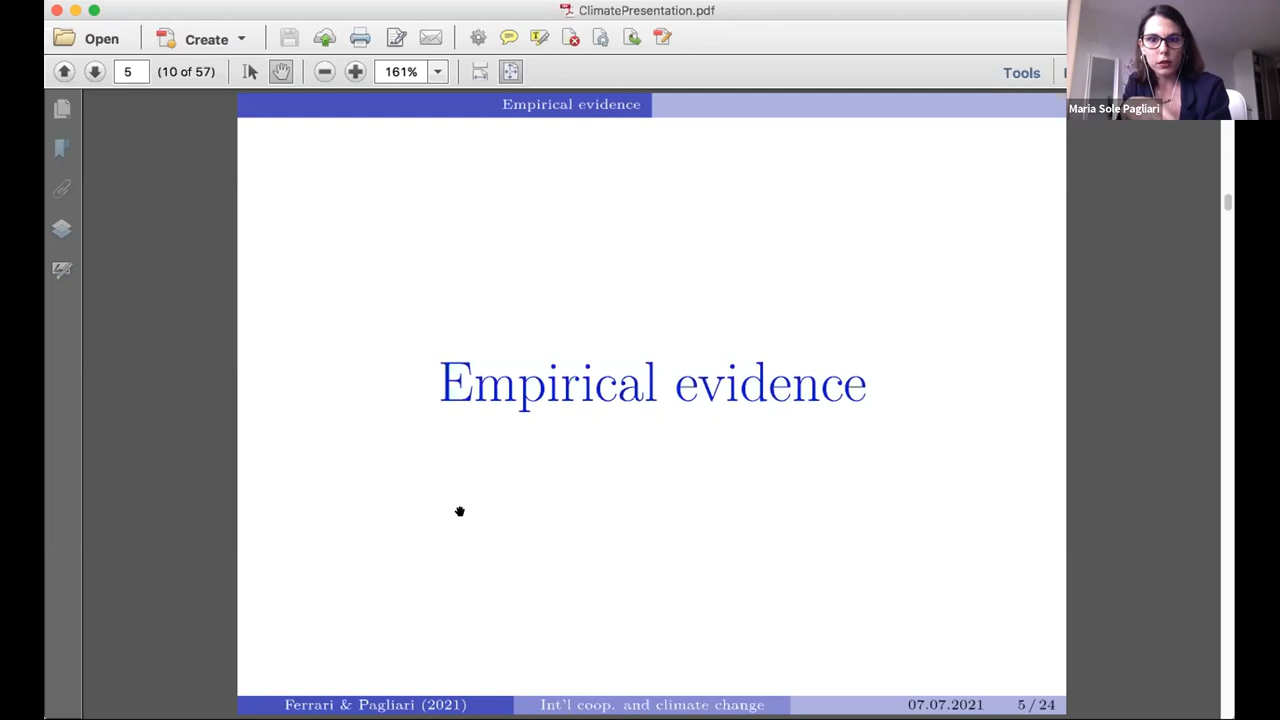 ClimatePresentation.pdf
Open
Create
5
(10 of 57)
161%
Tools
Maria Sole Pagliari
Empirical evidence
Empirical evidence
Ferrari & Pagliari (2021)
Int'l coop. and climate change
07.07.2021
5 / 24